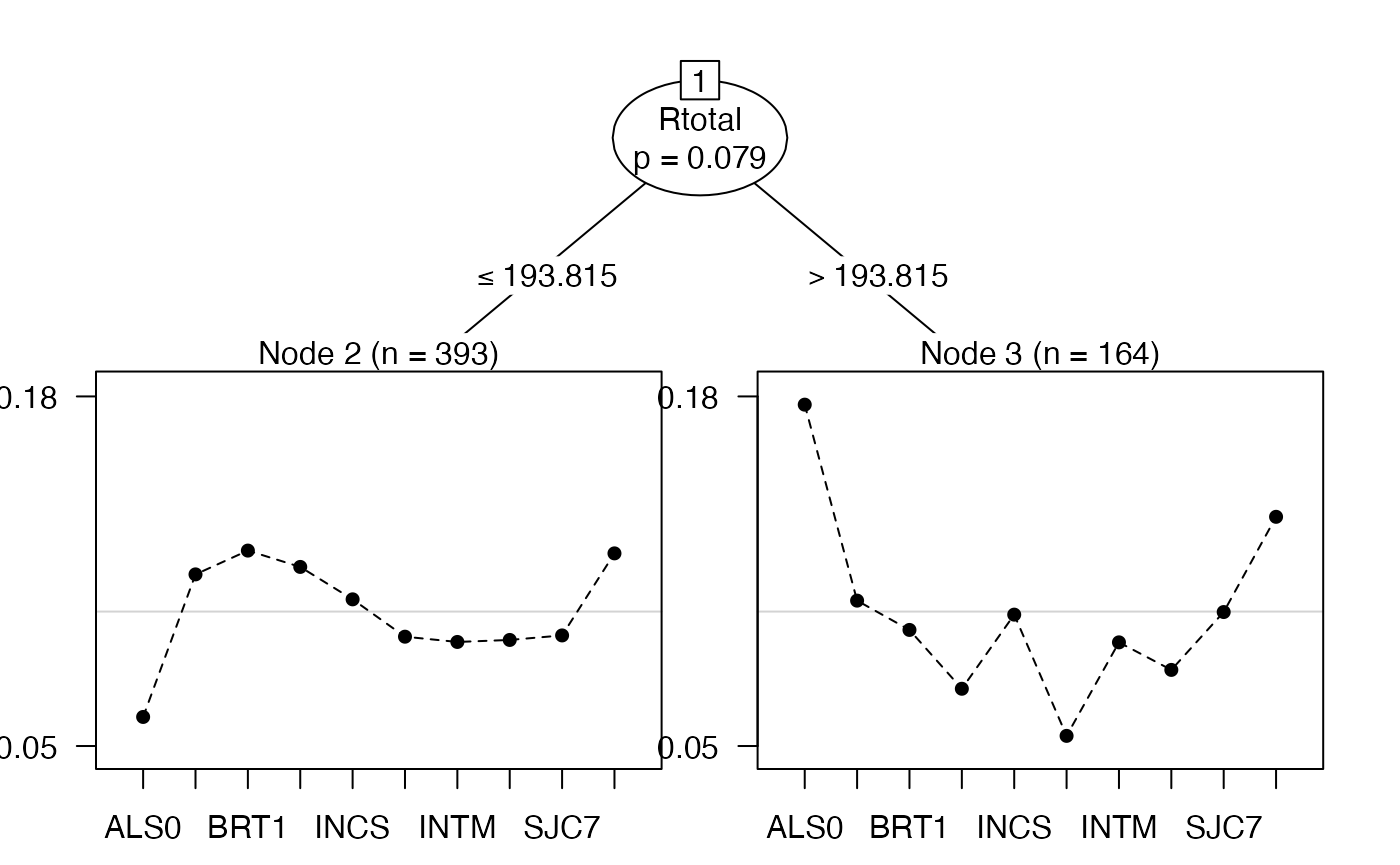 1
Rtotal
p = 0.079
≤ 193.815 > 193.815
Node 2 (n = 393) Node 3 (n = 164)
0.18 0.18
0.05 0.05
ALS0 BRT1 INCS INTM SJC7 ALS0 BRT1 INCS INTM SJC7